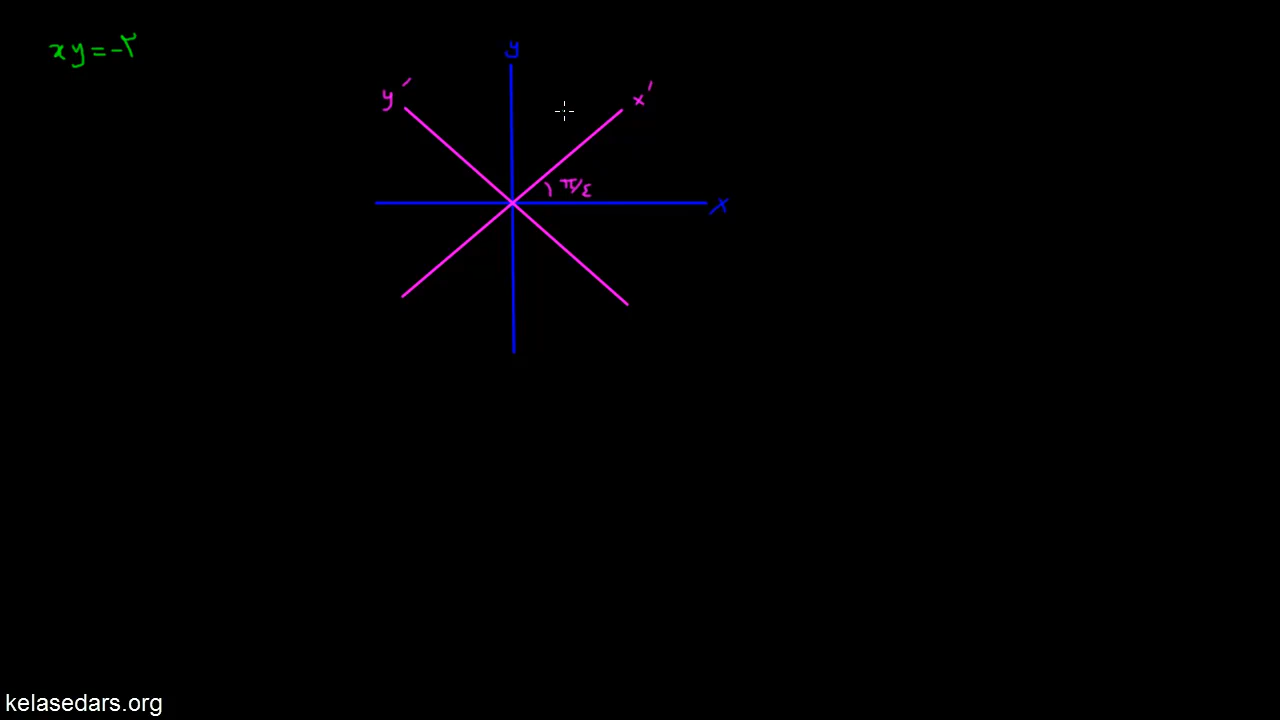 xy=-۲
y
y′
x′
π/٤
x
kelasedars.org